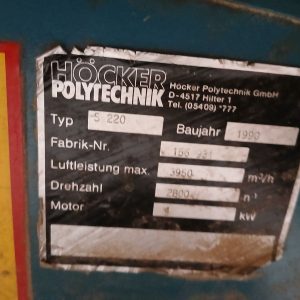 HÖCKER
POLYTECHNIK
Höcker Polytechnik GmbH
D-4517 Hilter 1
Tel. (05409) *777
Typ S 220
Baujahr 1990
Fabrik-Nr.
Luftleistung max. 3950 m³/h
Drehzahl 2800 n⁻¹
Motor 4 kW